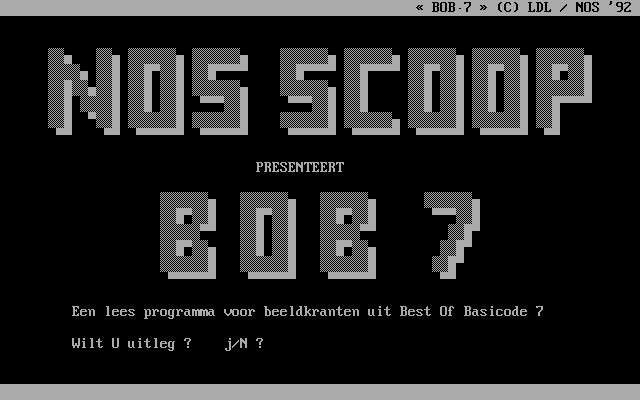 « BOB-7 » (C) LDL / NOS '92
NOS SCOOP
PRESENTEERT
BOB 7
Een lees programma voor beeldkranten uit Best Of Basicode 7
Wilt U uitleg ? j/N ?